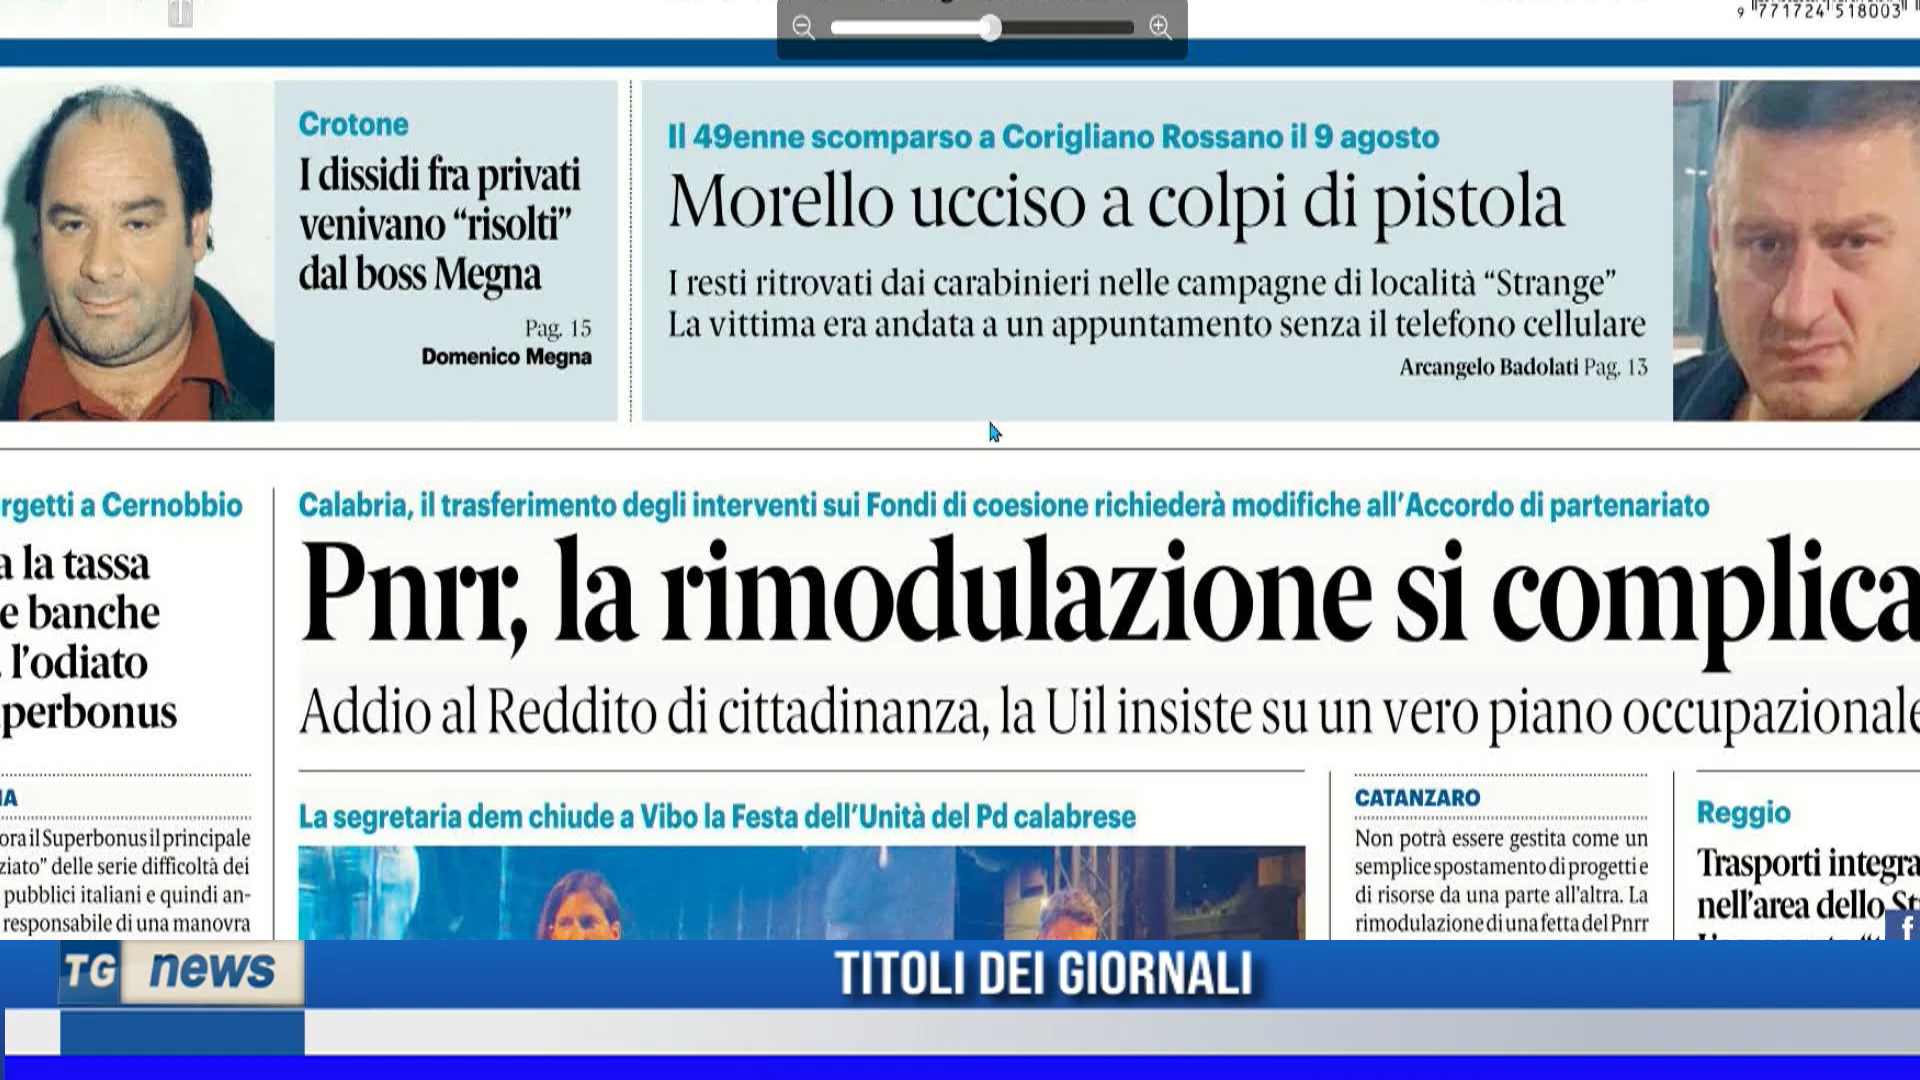 9 771724 518003
Crotone
I dissidi fra privati
venivano “risolti”
dal boss Megna
Pag. 15
Domenico Megna
Il 49enne scomparso a Corigliano Rossano il 9 agosto
Morello ucciso a colpi di pistola
I resti ritrovati dai carabinieri nelle campagne di località “Strange”
La vittima era andata a un appuntamento senza il telefono cellulare
Arcangelo Badolati Pag. 13
rgetti a Cernobbio
a la tassa
e banche
l’odiato
perbonus
IA
ora il Superbonus il principale
ziato” delle serie difficoltà dei
pubblici italiani e quindi an-
responsabile di una manovra
Calabria, il trasferimento degli interventi sui Fondi di coesione richiederà modifiche all’Accordo di partenariato
Pnrr, la rimodulazione si complica
Addio al Reddito di cittadinanza, la Uil insiste su un vero piano occupazionale
La segretaria dem chiude a Vibo la Festa dell’Unità del Pd calabrese
CATANZARO
Non potrà essere gestita come un
semplice spostamento di progetti e
di risorse da una parte all’altra. La
rimodulazione di una fetta del Pnrr
Reggio
Trasporti integra
nell’area dello St
f
TG news
TITOLI DEI GIORNALI